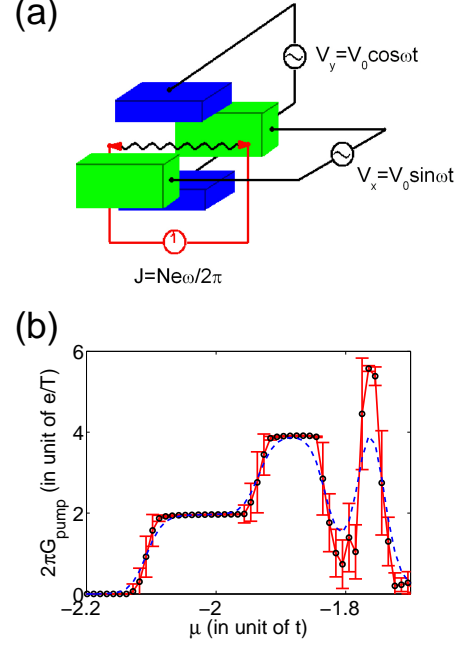 (a)
V_y=V_0cosωt
V_x=V_0sinωt
1
J=Neω/2π
(b)
6
4
2
0
2πG_pump (in unit of e/T)
−2.2
−2
−1.8
μ (in unit of t)